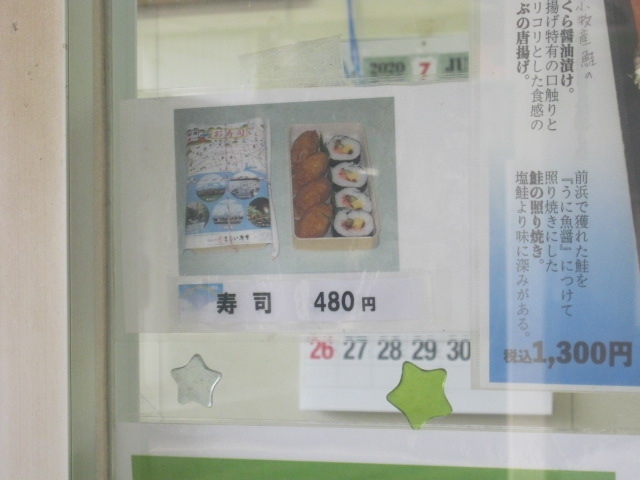 2020 7 JU
寿司 480円
26 27 28 29 30
くら醤油漬け。
揚げ特有の口触りと
リコリとした食感の
ぶの唐揚げ。
前浜で獲れた鮭を
『うに魚醤』につけて
照り焼きにした
鮭の照り焼き。
塩鮭より味に深みがある。
税込1,300円